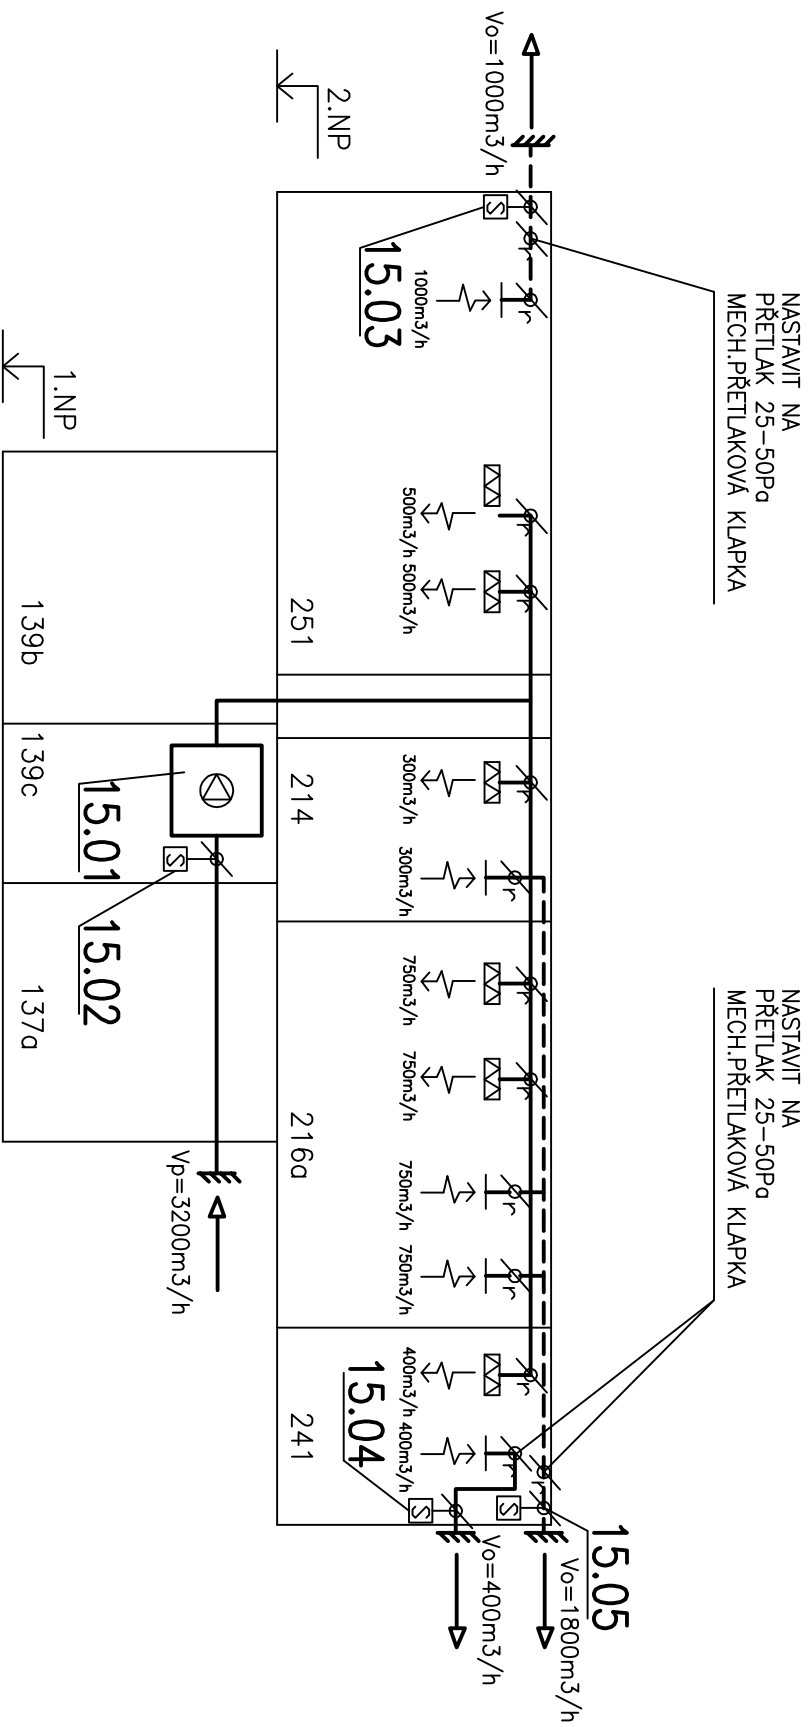 NASTAVIT NA
PŘETLAK 25-50Pa
MECH.PŘETLAKOVÁ KLAPKA
NASTAVIT NA
PŘETLAK 25-50Pa
MECH.PŘETLAKOVÁ KLAPKA
15.05
Vo=1000m3/h
Vo=1800m3/h
Vo=400m3/h
S
r
r
r
r
r
r
r
r
r
r
r
r
r
S
S
15.03
1000m3/h
500m3/h
500m3/h
300m3/h
300m3/h
750m3/h
750m3/h
750m3/h
750m3/h
400m3/h
400m3/h
15.04
2.NP
251
214
216a
241
Vp=3200m3/h
S
15.01
15.02
1.NP
139b
139c
137a